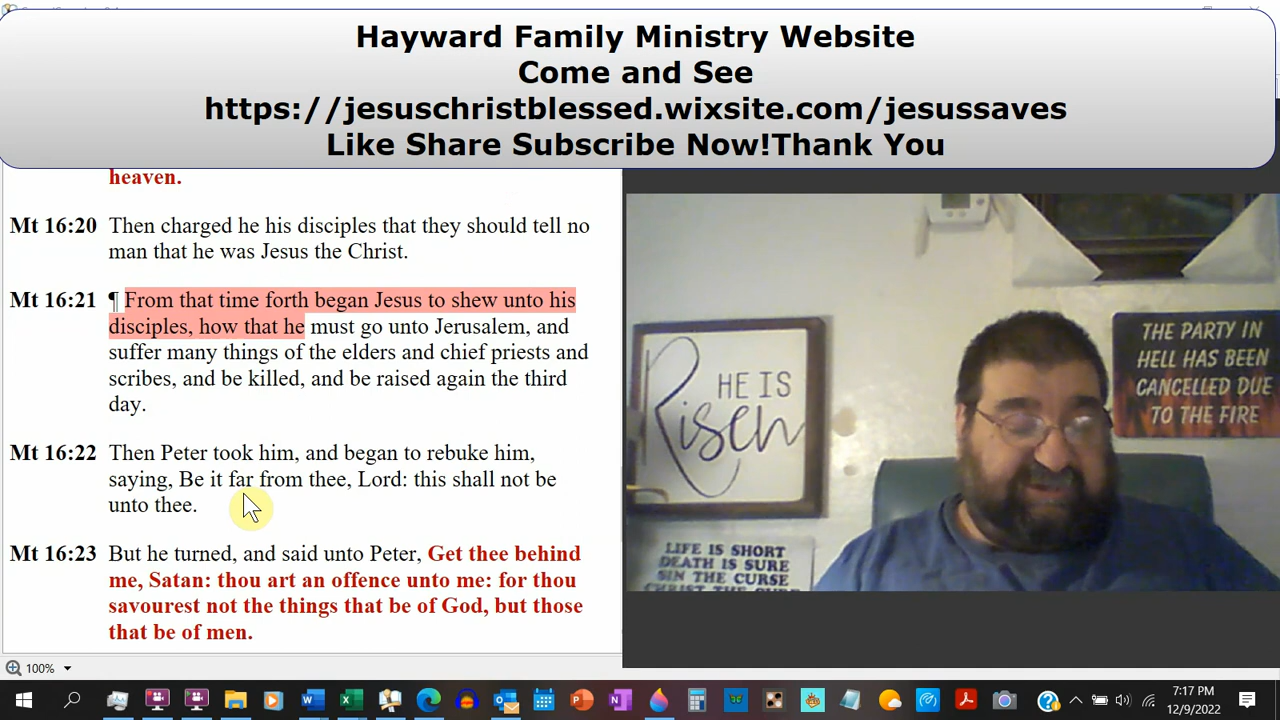 Hayward Family Ministry Website
Come and See
https://jesuschristblessed.wixsite.com/jesussaves
Like Share Subscribe Now!Thank You
heaven.
Mt 16:20 Then charged he his disciples that they should tell no
man that he was Jesus the Christ.
Mt 16:21 ¶ From that time forth began Jesus to shew unto his
disciples, how that he must go unto Jerusalem, and
suffer many things of the elders and chief priests and
scribes, and be killed, and be raised again the third
day.
Mt 16:22 Then Peter took him, and began to rebuke him,
saying, Be it far from thee, Lord: this shall not be
unto thee.
Mt 16:23 But he turned, and said unto Peter, Get thee behind
me, Satan: thou art an offence unto me: for thou
savourest not the things that be of God, but those
that be of men.
HE IS
Risen
THE PARTY IN
HELL HAS BEEN
CANCELLED DUE
TO THE FIRE
LIFE IS SHORT
DEATH IS SURE
SIN THE CURSE
CHRIST THE CURE
100%
7:17 PM
12/9/2022